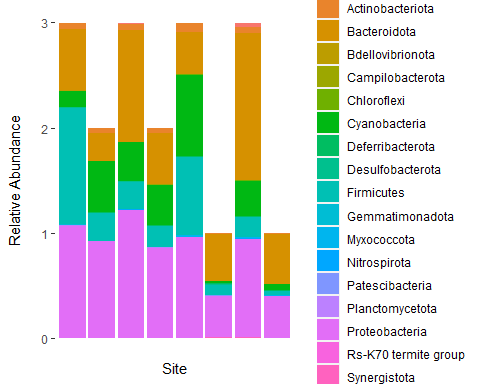 3
2
1
0
Relative Abundance
Site
Actinobacteriota
Bacteroidota
Bdellovibrionota
Campilobacterota
Chloroflexi
Cyanobacteria
Deferribacterota
Desulfobacterota
Firmicutes
Gemmatimonadota
Myxococcota
Nitrospirota
Patescibacteria
Planctomycetota
Proteobacteria
Rs-K70 termite group
Synergistota